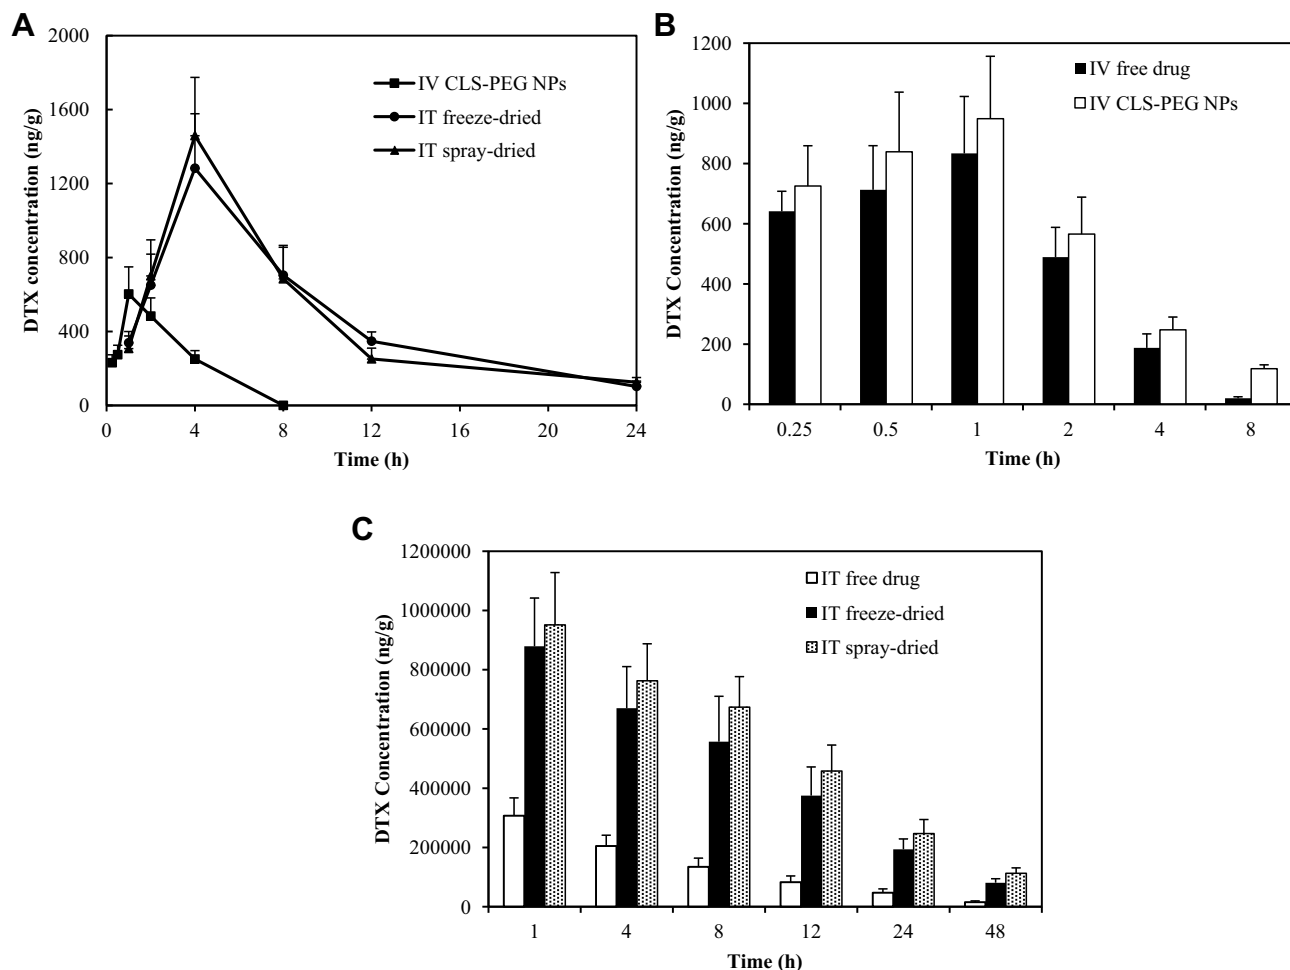 A
DTX concentration (ng/g)
2000
1600
1200
800
400
0
IV CLS-PEG NPs
IT freeze-dried
IT spray-dried
0 4 8 12 16 20 24
Time (h)
B
DTX Concentration (ng/g)
1200
1000
800
600
400
200
0
IV free drug
IV CLS-PEG NPs
0.25 0.5 1 2 4 8
Time (h)
C
DTX Concentration (ng/g)
1200000
1000000
800000
600000
400000
200000
0
IT free drug
IT freeze-dried
IT spray-dried
1 4 8 12 24 48
Time (h)